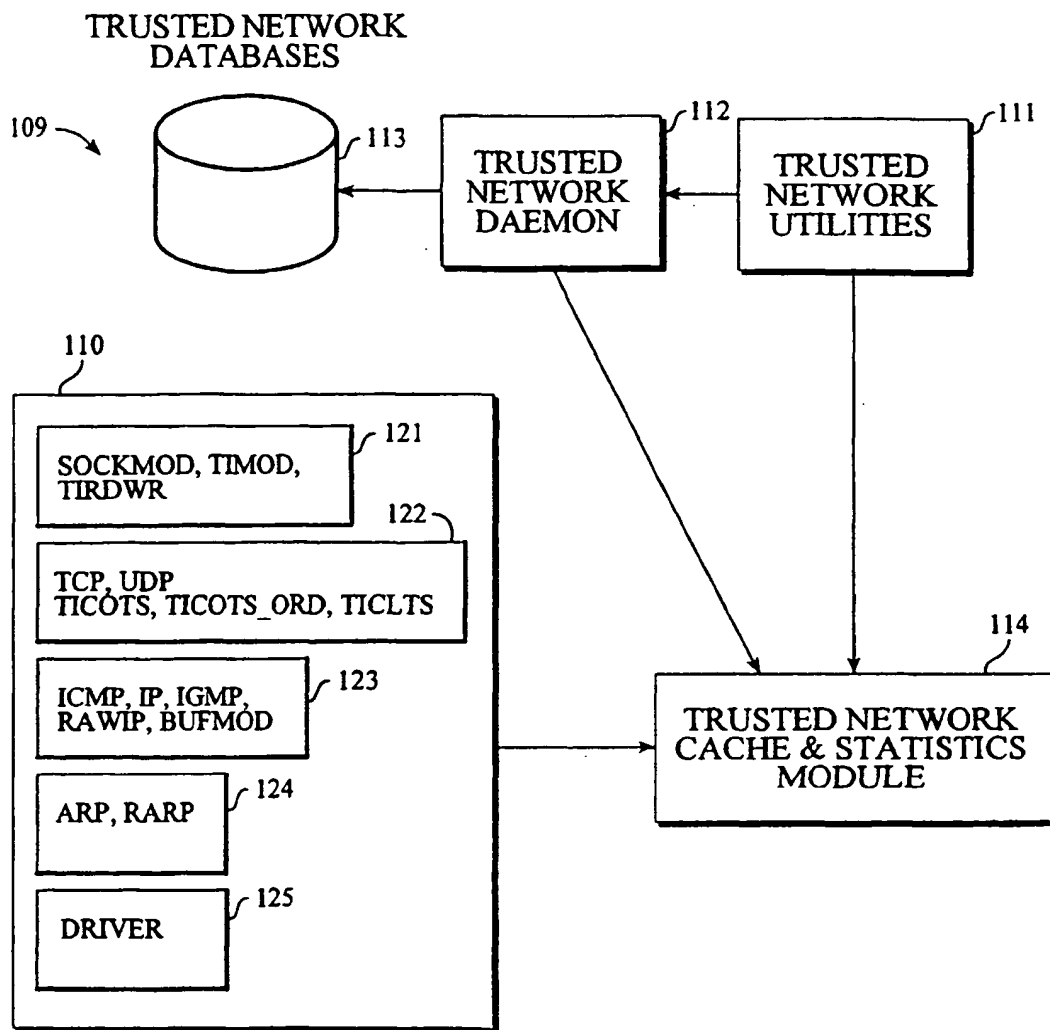 TRUSTED NETWORK
DATABASES
109
113
112
TRUSTED
NETWORK
DAEMON
111
TRUSTED
NETWORK
UTILITIES
110
121
SOCKMOD, TIMOD,
TIRDWR
122
TCP, UDP
TICOTS, TICOTS_ORD, TICLTS
123
ICMP, IP, IGMP,
RAWIP, BUFMOD
124
ARP, RARP
125
DRIVER
114
TRUSTED NETWORK
CACHE & STATISTICS
MODULE